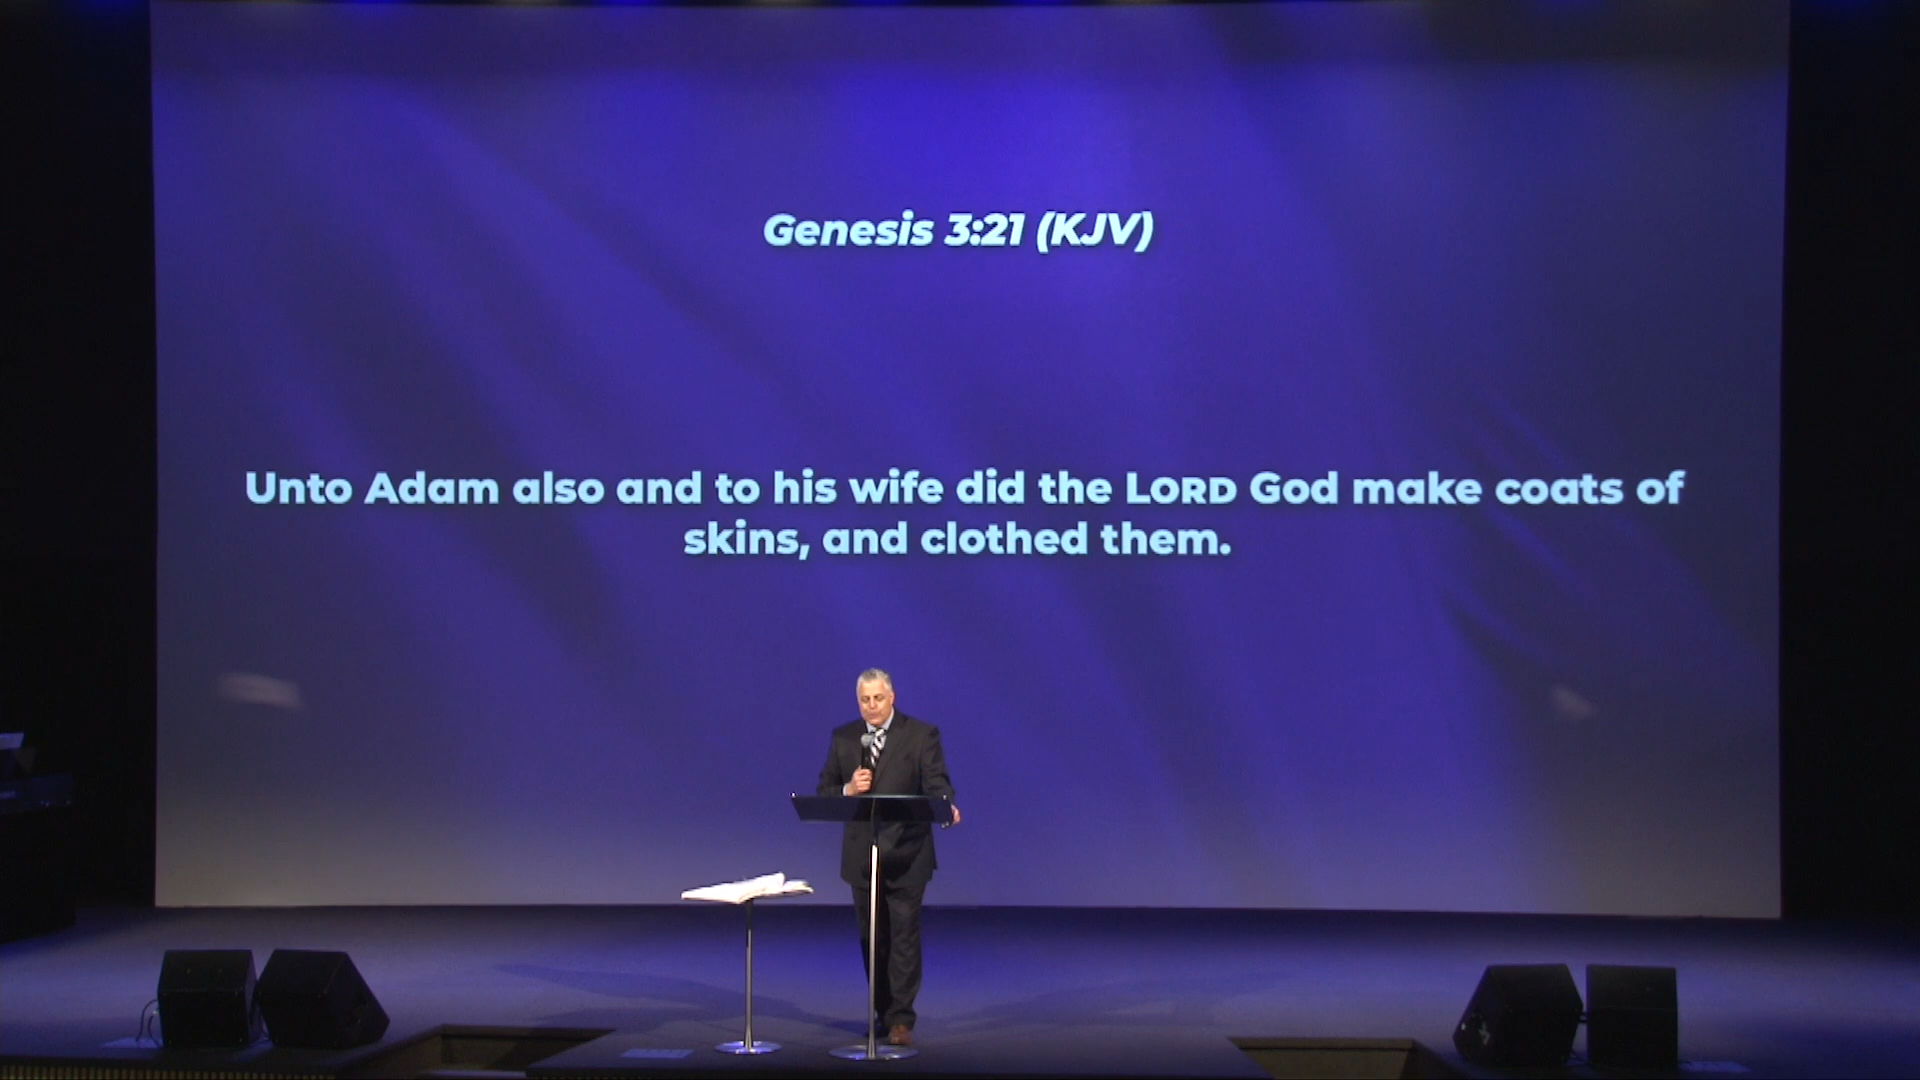 Genesis 3:21 (KJV)
Unto Adam also and to his wife did the LORD God make coats of
skins, and clothed them.